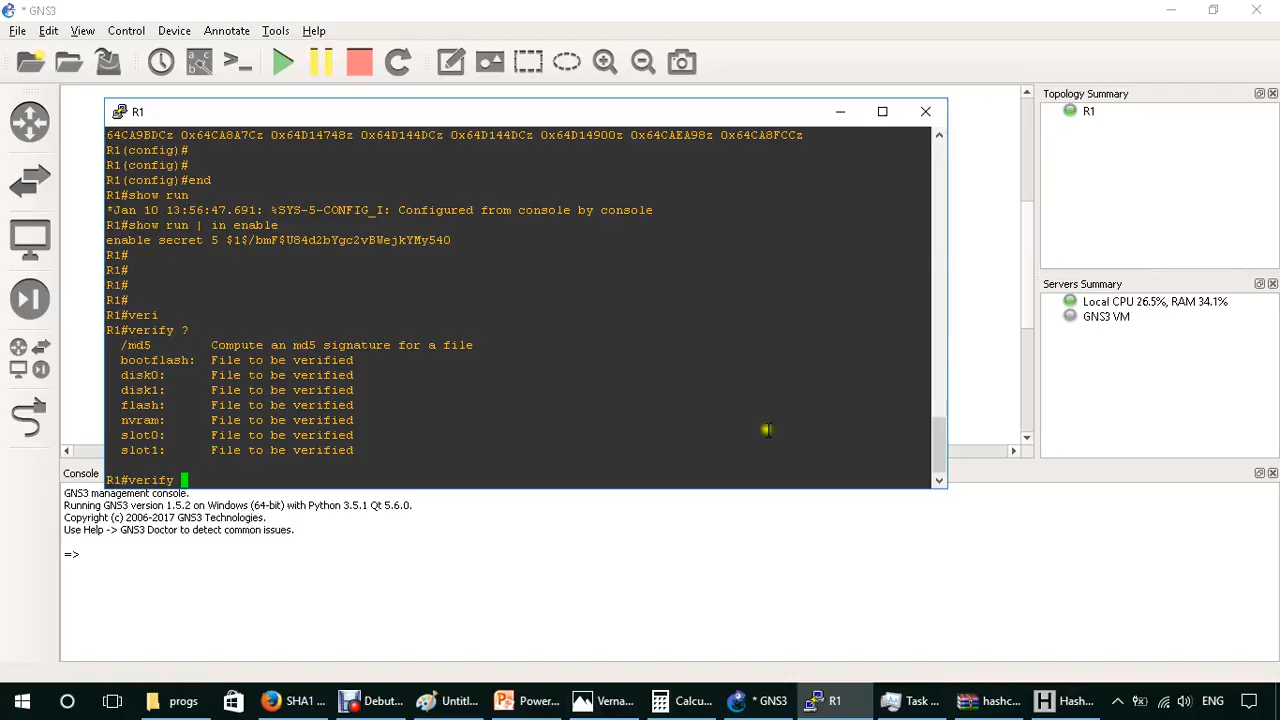 * GNS3
File Edit View Control Device Annotate Tools Help
R1
64CA9BDCz 0x64CA8A7Cz 0x64D14748z 0x64D144DCz 0x64D144DCz 0x64D14900z 0x64CAEA98z 0x64CA8FCCz
R1(config)#
R1(config)#
R1(config)#end
R1#show run
*Jan 10 13:56:47.691: %SYS-5-CONFIG_I: Configured from console by console
R1#show run | in enable
enable secret 5 $1$/bmF$U84d2bYgc2vBWejkYMy540
R1#
R1#
R1#
R1#
R1#veri
R1#verify ?
/md5 Compute an md5 signature for a file
bootflash: File to be verified
disk0: File to be verified
disk1: File to be verified
flash: File to be verified
nvram: File to be verified
slot0: File to be verified
slot1: File to be verified
R1#verify
Topology Summary
R1
Servers Summary
Local CPU 26.5%, RAM 34.1%
GNS3 VM
Console
GNS3 management console.
Running GNS3 version 1.5.2 on Windows (64-bit) with Python 3.5.1 Qt 5.6.0.
Copyright (c) 2006-2017 GNS3 Technologies.
Use Help -> GNS3 Doctor to detect common issues.
=>
progs SHA1 ... Debut... Untitl... Power... Verna... Calcu... * GNS3 R1 Task ... hashc... Hash... ENG